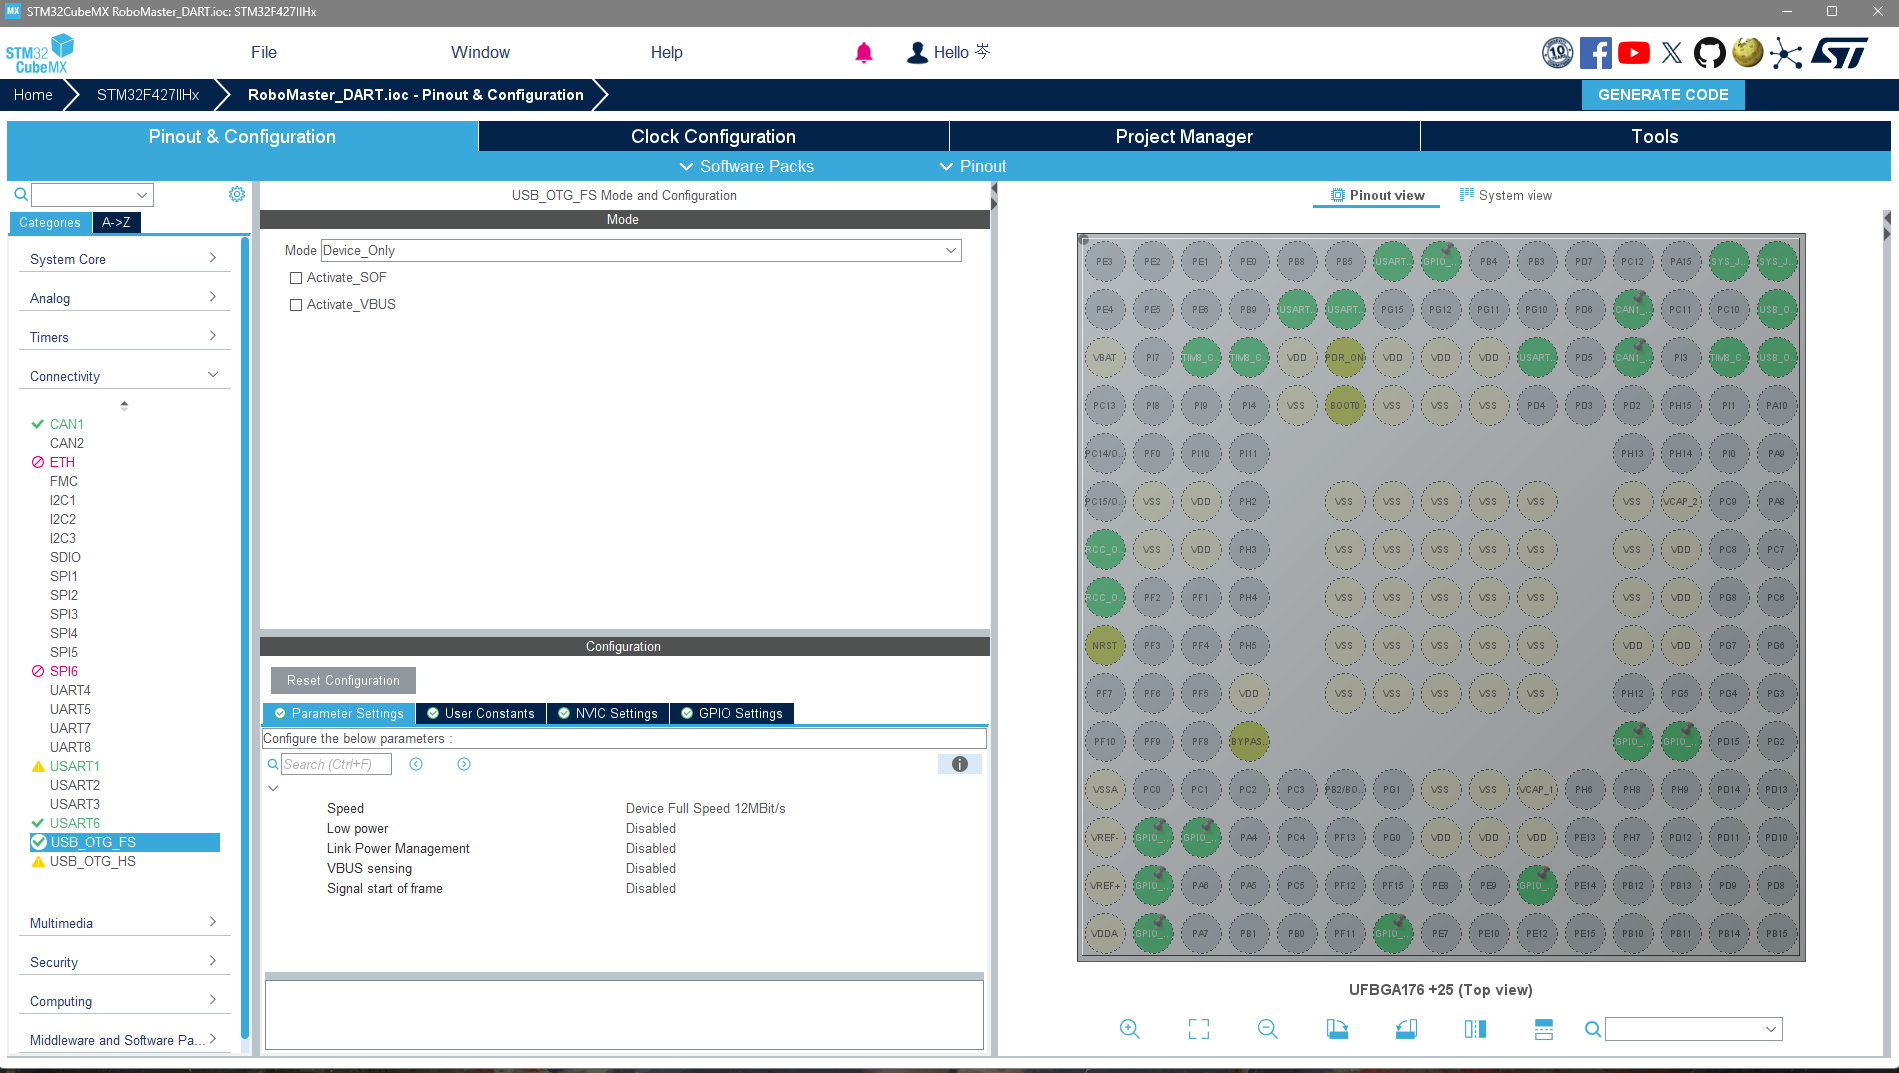 STM32CubeMX RoboMaster_DART.ioc: STM32F427IIHx
STM32 CubeMX
File Window Help Hello 岑
Home STM32F427IIHx RoboMaster_DART.ioc - Pinout & Configuration GENERATE CODE
Pinout & Configuration Clock Configuration Project Manager Tools
Software Packs Pinout
Categories A->Z
System Core
Analog
Timers
Connectivity
CAN1
CAN2
ETH
FMC
I2C1
I2C2
I2C3
SDIO
SPI1
SPI2
SPI3
SPI4
SPI5
SPI6
UART4
UART5
UART7
UART8
USART1
USART2
USART3
USART6
USB_OTG_FS
USB_OTG_HS
Multimedia
Security
Computing
Middleware and Software Pa...
USB_OTG_FS Mode and Configuration
Mode
Mode Device_Only
Activate_SOF
Activate_VBUS
Configuration
Reset Configuration
Parameter Settings User Constants NVIC Settings GPIO Settings
Configure the below parameters :
Search (Ctrl+F)
Speed Device Full Speed 12MBit/s
Low power Disabled
Link Power Management Disabled
VBUS sensing Disabled
Signal start of frame Disabled
Pinout view System view
PE3 PE2 PE1 PE0 PB8 PB5 USART.. GPIO_.. PB4 PB3 PD7 PC12 PA15 SYS_J.. SYS_J..
PE4 PE5 PE6 PB9 USART.. USART.. PG15 PG12 PG11 PG10 PD6 CAN1_.. PC11 PC10 USB_O..
VBAT PI7 TIM8_C.. TIM8_C.. VDD PDR_ON VDD VDD VDD USART.. PD5 CAN1_.. PI3 TIM8_C.. USB_O..
PC13 PI8 PI9 PI4 VSS BOOT0 VSS VSS VSS PD4 PD3 PD2 PH15 PI1 PA10
PC14/O.. PF0 PI10 PI11 PH13 PH14 PI0 PA9
PC15/O.. VSS VDD PH2 VSS VSS VSS VSS VSS VSS VCAP_2 PC9 PA8
RCC_O.. VSS VDD PH3 VSS VSS VSS VSS VSS VSS VDD PC8 PC7
RCC_O.. PF2 PF1 PH4 VSS VSS VSS VSS VSS VSS VDD PG8 PC6
NRST PF3 PF4 PH5 VSS VSS VSS VSS VSS VDD VDD PG7 PG6
PF7 PF6 PF5 VDD VSS VSS VSS VSS VSS PH12 PG5 PG4 PG3
PF10 PF9 PF8 BYPAS.. GPIO_.. GPIO_.. PD15 PG2
VSSA PC0 PC1 PC2 PC3 PB2/BO.. PG1 VSS VSS VCAP_1 PH6 PH8 PH9 PD14 PD13
VREF- GPIO_.. GPIO_.. PA4 PC4 PF13 PG0 VDD VDD VDD PE13 PH7 PD12 PD11 PD10
VREF+ GPIO_.. PA6 PA5 PC5 PF12 PF15 PE8 PE9 GPIO_.. PE14 PB12 PB13 PD9 PD8
VDDA GPIO_.. PA7 PB1 PB0 PF11 GPIO_.. PE7 PE10 PE12 PE15 PB10 PB11 PB14 PB15
UFBGA176 +25 (Top view)